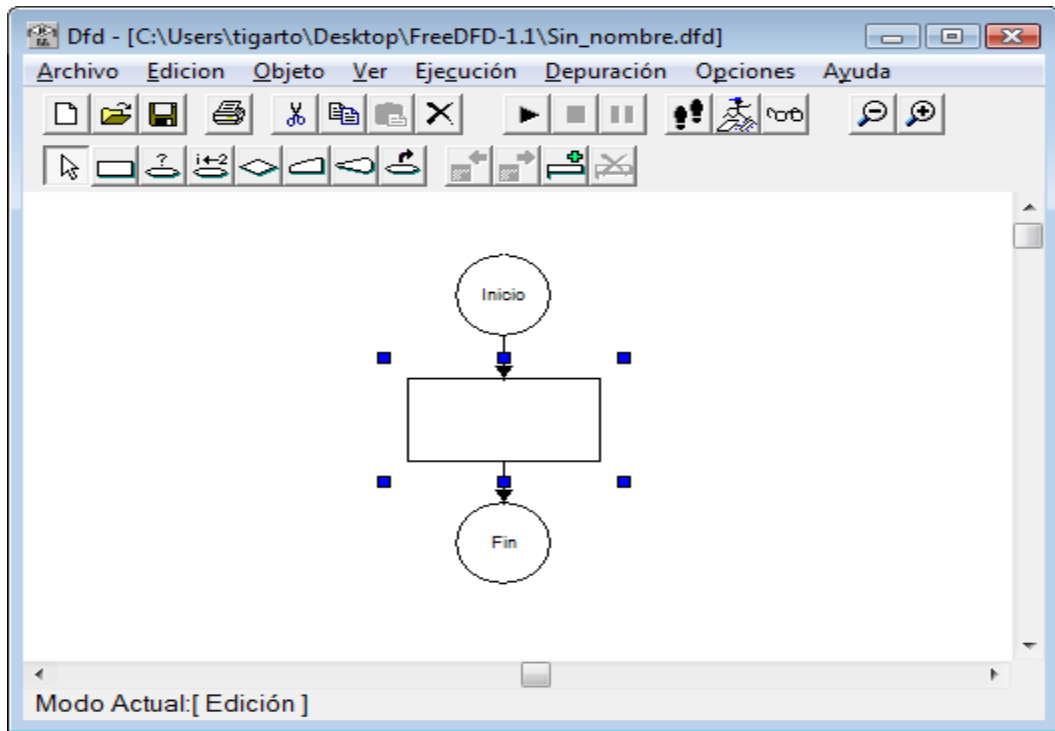 Dfd - [C:\Users\tigarto\Desktop\FreeDFD-1.1\Sin_nombre.dfd]
Archivo Edicion Objeto Ver Ejecución Depuración Opciones Ayuda
? i←2
Inicio
Fin
Modo Actual:[ Edición ]